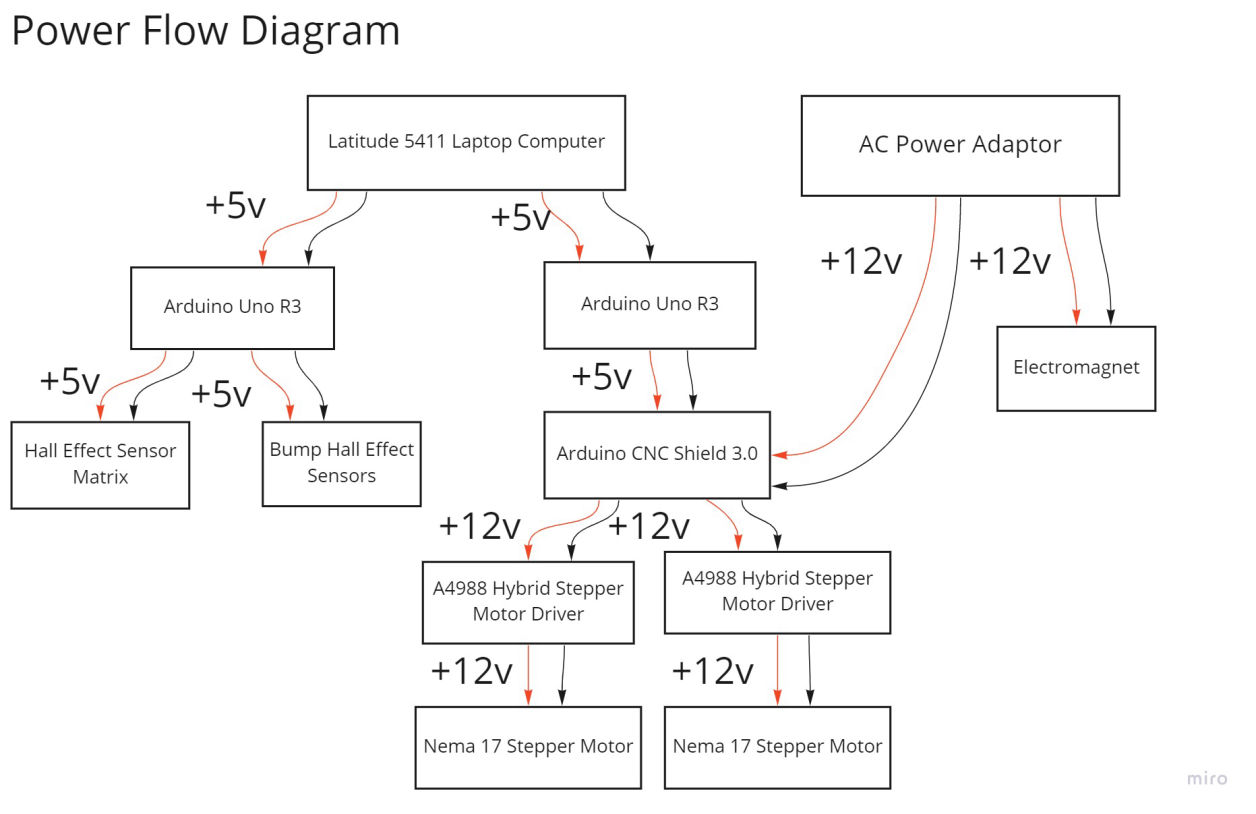 Power Flow Diagram
Latitude 5411 Laptop Computer
AC Power Adaptor
+5v
+5v
+12v
+12v
Arduino Uno R3
Arduino Uno R3
Electromagnet
+5v
+5v
+5v
Hall Effect Sensor
Matrix
Bump Hall Effect
Sensors
Arduino CNC Shield 3.0
+12v
+12v
A4988 Hybrid Stepper
Motor Driver
A4988 Hybrid Stepper
Motor Driver
+12v
+12v
Nema 17 Stepper Motor
Nema 17 Stepper Motor
miro